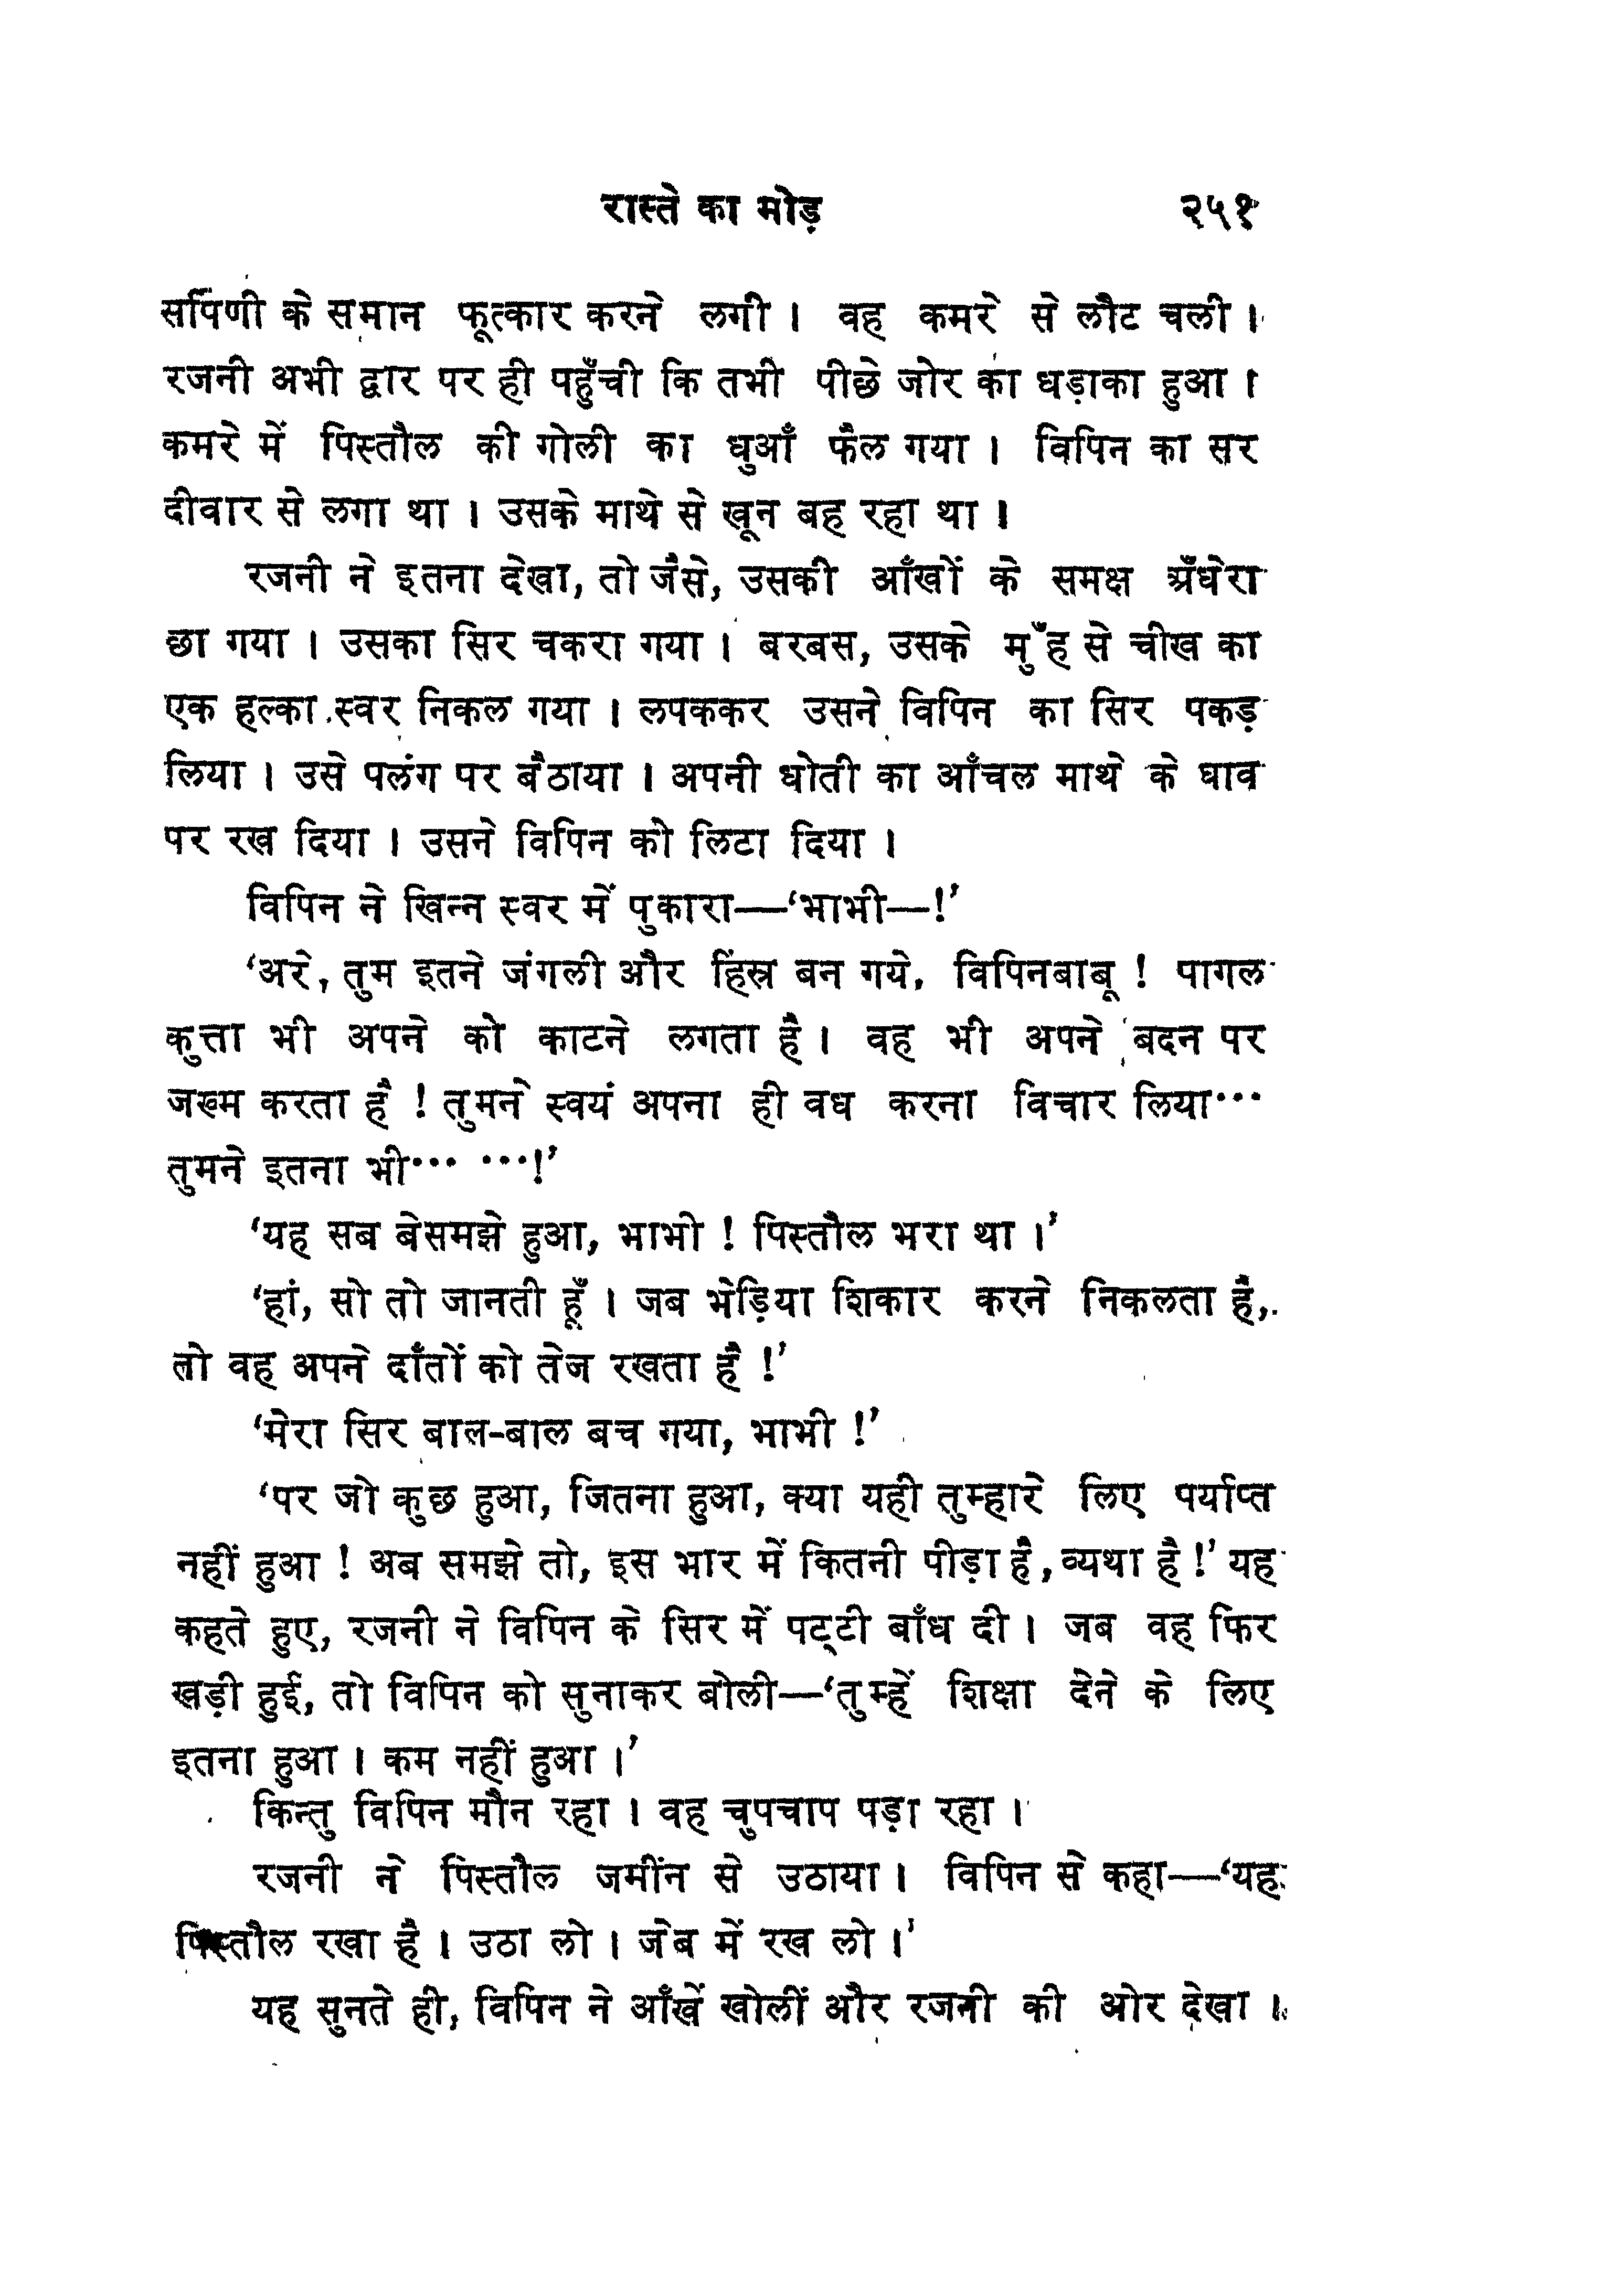 रास्ते का मोड़ २५१
सर्पिणी के समान फूत्कार करने लगी । वह कमरे से लौट चली ।
रजनी अभी द्वार पर ही पहुँची कि तभी पीछे जोर का धड़ाका हुआ ।
कमरे में पिस्तौल की गोली का धुआँ फैल गया । विपिन का सर
दीवार से लगा था । उसके माथे से खून बह रहा था ।
रजनी ने इतना देखा, तो जैसे, उसकी आँखों के समक्ष अँधेरा
छा गया । उसका सिर चकरा गया । बरबस, उसके मुँह से चीख का
एक हल्का स्वर निकल गया । लपककर उसने विपिन का सिर पकड़
लिया । उसे पलंग पर बैठाया । अपनी धोती का आँचल माथे के घाव
पर रख दिया । उसने विपिन को लिटा दिया ।
विपिन ने खिन्न स्वर में पुकारा—‘भाभी—!’
‘अरे, तुम इतने जंगली और हिंस्र बन गये, विपिनबाबू ! पागल
कुत्ता भी अपने को काटने लगता है । वह भी अपने बदन पर
जख्म करता है ! तुमने स्वयं अपना ही वध करना विचार लिया···
तुमने इतना भी··· ···!’
‘यह सब बेसमझे हुआ, भाभी ! पिस्तौल भरा था ।’
‘हां, सो तो जानती हूँ । जब भेड़िया शिकार करने निकलता है,
तो वह अपने दाँतों को तेज रखता है !’
‘मेरा सिर बाल-बाल बच गया, भाभी !’
‘पर जो कुछ हुआ, जितना हुआ, क्या यही तुम्हारे लिए पर्याप्त
नहीं हुआ ! अब समझे तो, इस भार में कितनी पीड़ा है, व्यथा है !’ यह
कहते हुए, रजनी ने विपिन के सिर में पट्टी बाँध दी । जब वह फिर
खड़ी हुई, तो विपिन को सुनाकर बोली—‘तुम्हें शिक्षा देने के लिए
इतना हुआ । कम नहीं हुआ ।’
किन्तु विपिन मौन रहा । वह चुपचाप पड़ा रहा ।
रजनी ने पिस्तौल जमींन से उठाया । विपिन से कहा—‘यह
पिस्तौल रखा है । उठा लो । जेब में रख लो ।’
यह सुनते ही, विपिन ने आँखें खोलीं और रजनी की ओर देखा ।